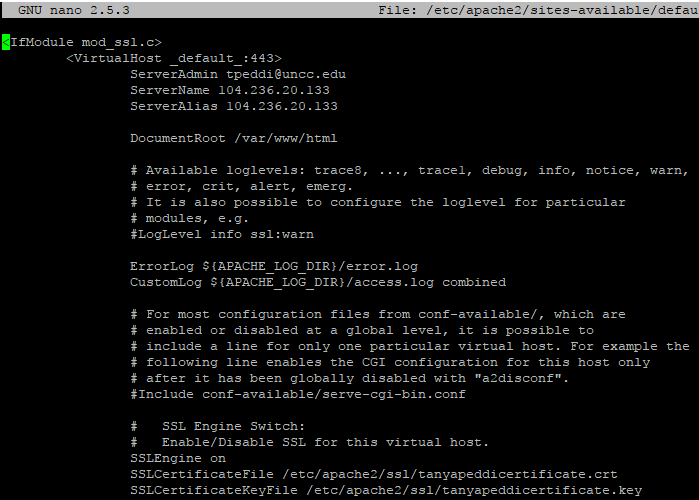 GNU nano 2.5.3 File: /etc/apache2/sites-available/defau
<IfModule mod_ssl.c>
<VirtualHost _default_:443>
ServerAdmin tpeddi@uncc.edu
ServerName 104.236.20.133
ServerAlias 104.236.20.133
DocumentRoot /var/www/html
# Available loglevels: trace8, ..., trace1, debug, info, notice, warn,
# error, crit, alert, emerg.
# It is also possible to configure the loglevel for particular
# modules, e.g.
#LogLevel info ssl:warn
ErrorLog ${APACHE_LOG_DIR}/error.log
CustomLog ${APACHE_LOG_DIR}/access.log combined
# For most configuration files from conf-available/, which are
# enabled or disabled at a global level, it is possible to
# include a line for only one particular virtual host. For example the
# following line enables the CGI configuration for this host only
# after it has been globally disabled with "a2disconf".
#Include conf-available/serve-cgi-bin.conf
#   SSL Engine Switch:
#   Enable/Disable SSL for this virtual host.
SSLEngine on
SSLCertificateFile /etc/apache2/ssl/tanyapeddicertificate.crt
SSLCertificateKeyFile /etc/apache2/ssl/tanyapeddicertificate.key